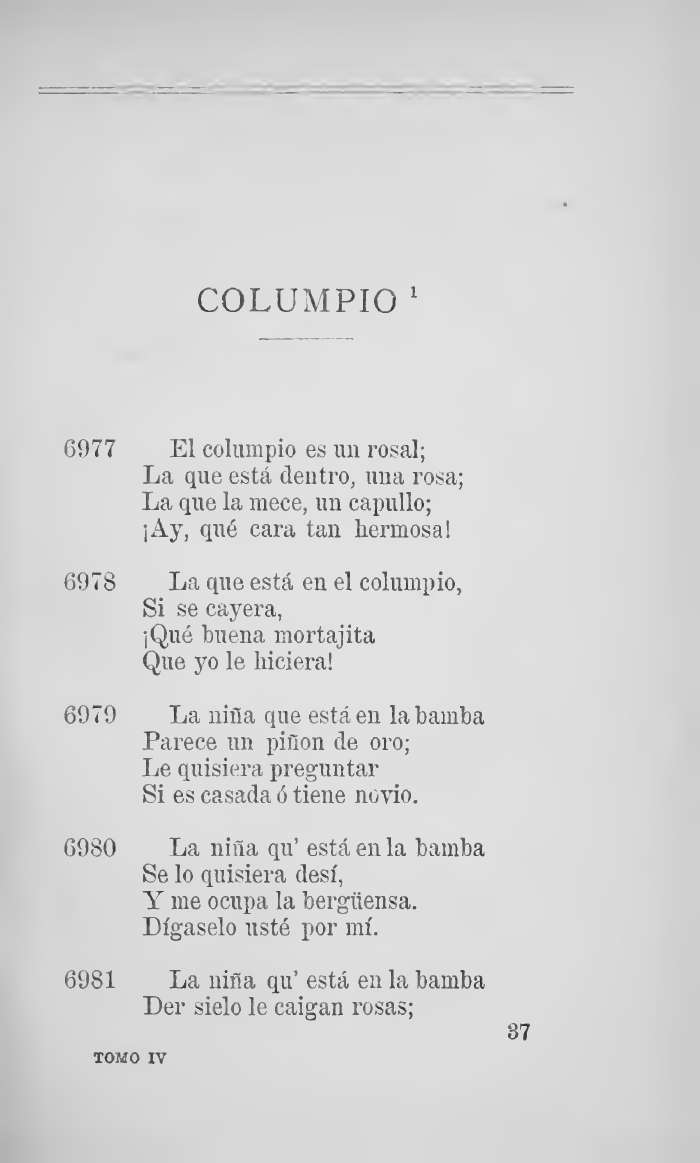 COLUMPIO ¹
6977 El columpio es un rosal;
La que está dentro, una rosa;
La que la mece, un capullo;
¡Ay, qué cara tan hermosa!
6978 La que está en el columpio,
Si se cayera,
¡Qué buena mortajita
Que yo le hiciera!
6979 La niña que está en la bamba
Parece un piñon de oro;
Le quisiera preguntar
Si es casada ó tiene novio.
6980 La niña qu' está en la bamba
Se lo quisiera desí,
Y me ocupa la bergüensa.
Dígaselo usté por mí.
6981 La niña qu' está en la bamba
Der sielo le caigan rosas;
37
TOMO IV